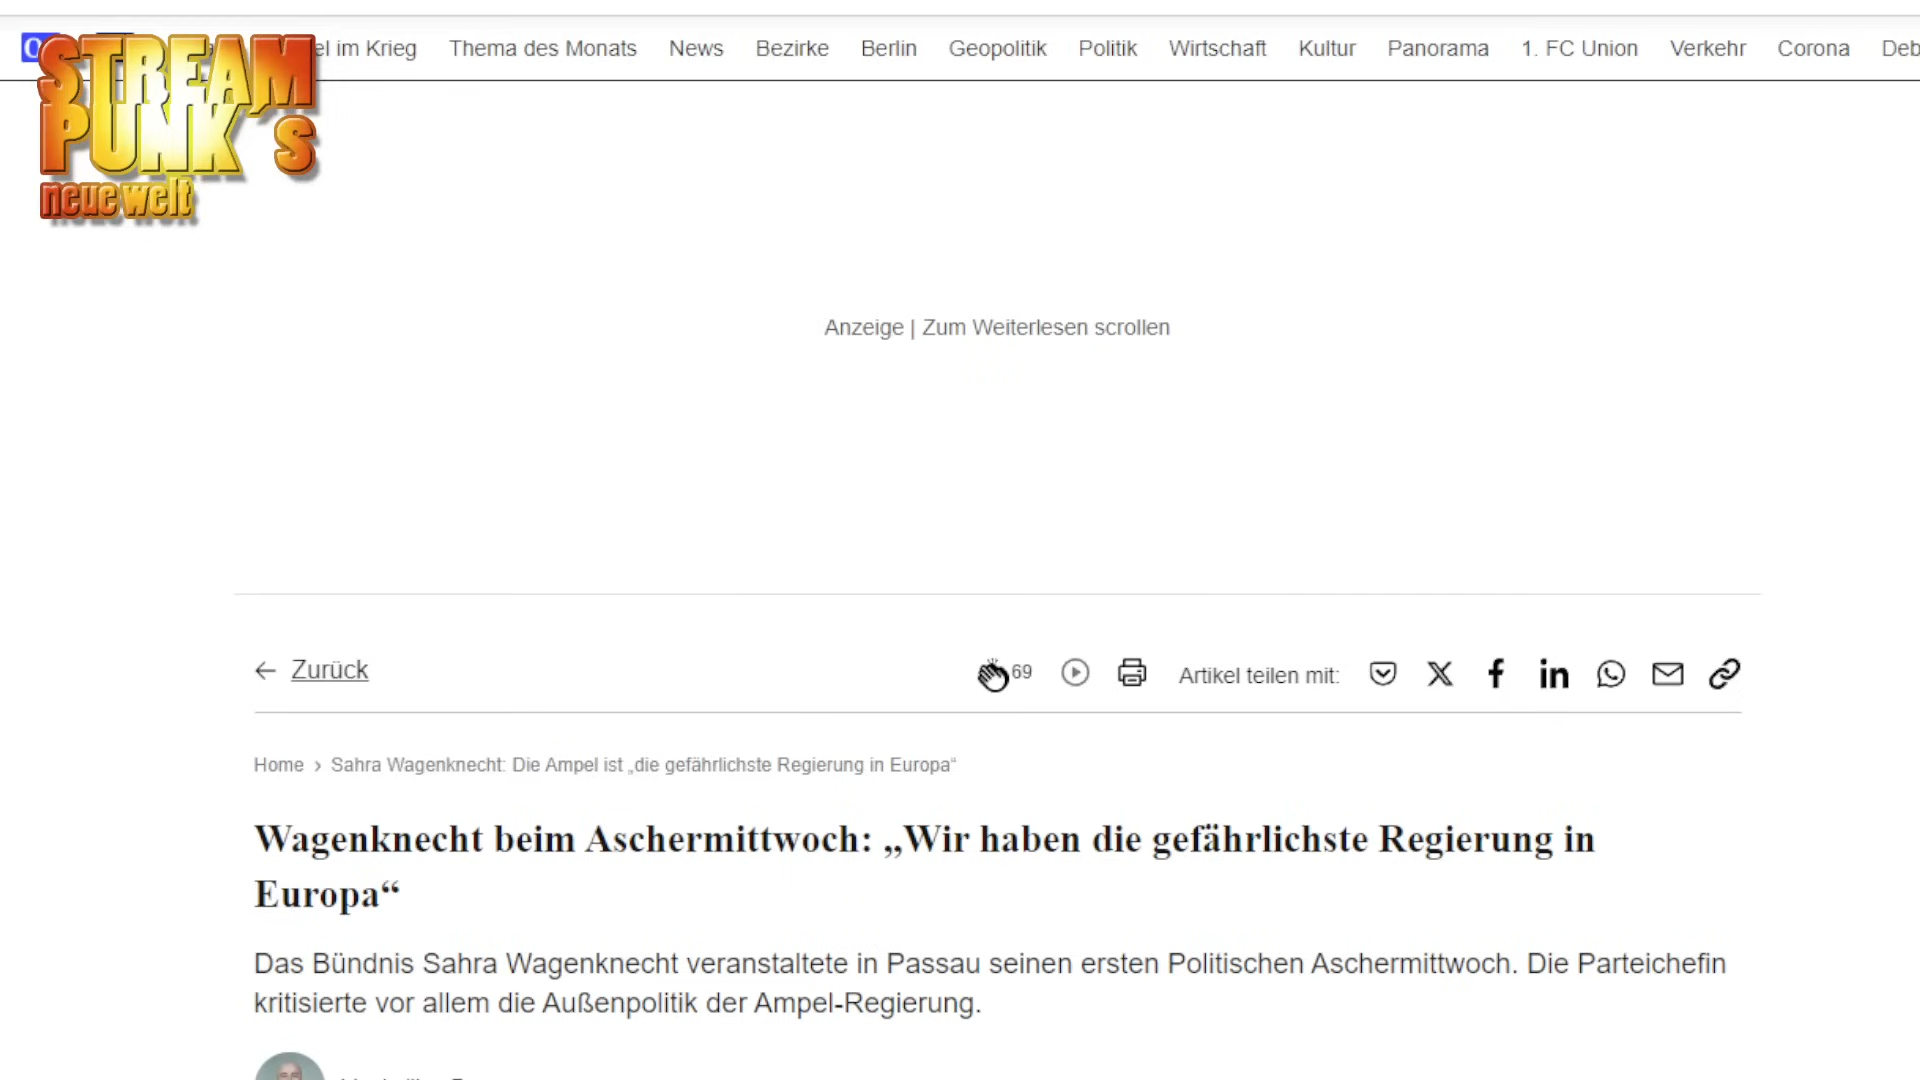 STREAM
PUNK´s
neue welt
el im Krieg Thema des Monats News Bezirke Berlin Geopolitik Politik Wirtschaft Kultur Panorama 1. FC Union Verkehr Corona Deb
Anzeige | Zum Weiterlesen scrollen
← Zurück
69
Artikel teilen mit:
Home › Sahra Wagenknecht: Die Ampel ist „die gefährlichste Regierung in Europa“
Wagenknecht beim Aschermittwoch: „Wir haben die gefährlichste Regierung in
Europa“
Das Bündnis Sahra Wagenknecht veranstaltete in Passau seinen ersten Politischen Aschermittwoch. Die Parteichefin
kritisierte vor allem die Außenpolitik der Ampel-Regierung.